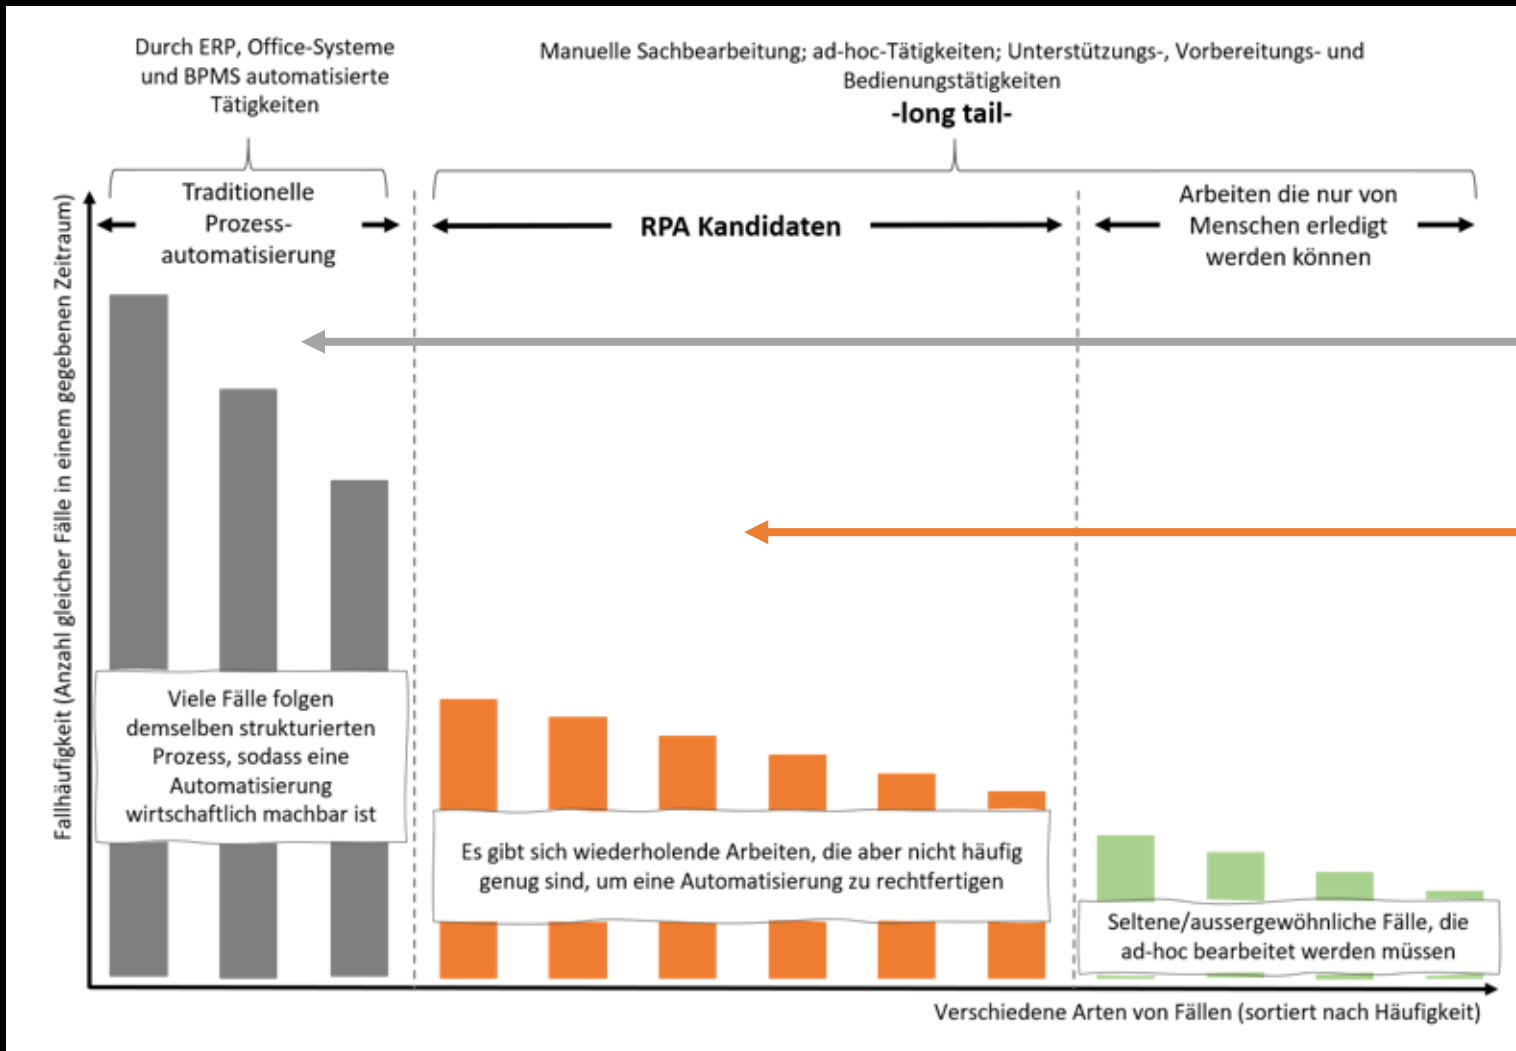 Durch ERP, Office-Systeme
und BPMS automatisierte
Tätigkeiten
Manuelle Sachbearbeitung; ad-hoc-Tätigkeiten; Unterstützungs-, Vorbereitungs- und
Bedienungstätigkeiten
-long tail-
Traditionelle
Prozess-
automatisierung
RPA Kandidaten
Arbeiten die nur von
Menschen erledigt
werden können
Fallhäufigkeit (Anzahl gleicher Fälle in einem gegebenen Zeitraum)
Viele Fälle folgen
demselben strukturierten
Prozess, sodass eine
Automatisierung
wirtschaftlich machbar ist
Es gibt sich wiederholende Arbeiten, die aber nicht häufig
genug sind, um eine Automatisierung zu rechtfertigen
Seltene/aussergewöhnliche Fälle, die
ad-hoc bearbeitet werden müssen
Verschiedene Arten von Fällen (sortiert nach Häufigkeit)